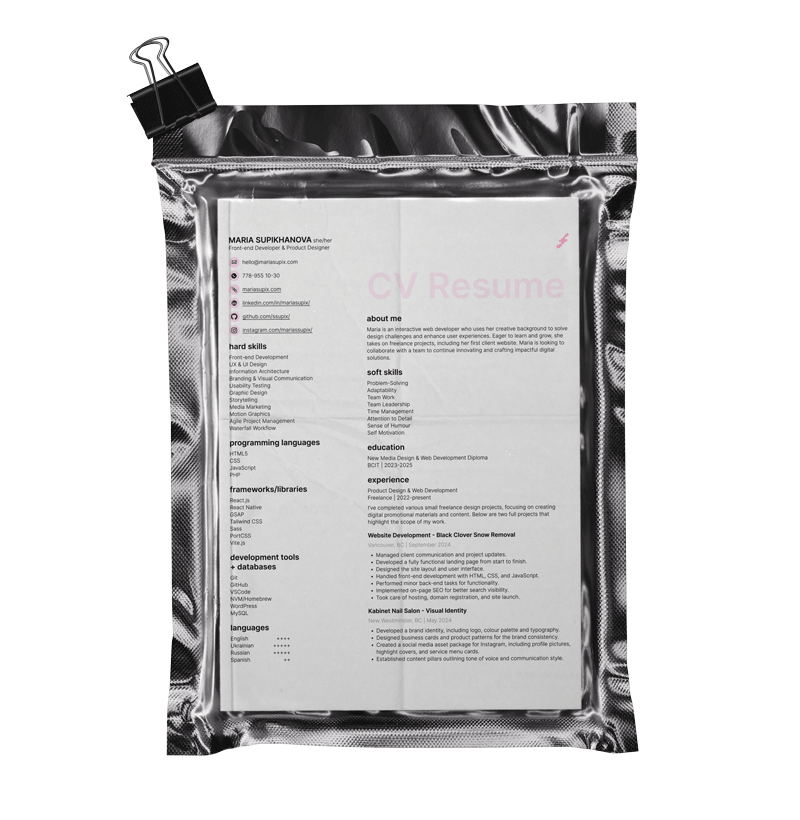 MARIA SUPIKHANOVA she/her
Front-end Developer & Product Designer
hello@mariasupix.com
778-955 10-30
mariasupix.com
linkedin.com/in/mariasupix/
github.com/ssupix/
instagram.com/mariassupix/
hard skills
Front-end Development
UX & UI Design
Information Architecture
Branding & Visual Communication
Usability Testing
Graphic Design
Storytelling
Media Marketing
Motion Graphics
Agile Project Management
Waterfall Workflow
programming languages
HTML5
CSS
JavaScript
PHP
frameworks/libraries
React.js
React Native
GSAP
Tailwind CSS
Sass
PortCSS
Vite.js
development tools
+ databases
Git
GitHub
VSCode
NVM/Homebrew
WordPress
MySQL
languages
English ++++
Ukrainian +++++
Russian +++++
Spanish ++
CV Resume
about me
Maria is an interactive web developer who uses her creative background to solve
design challenges and enhance user experiences. Eager to learn and grow, she
takes on freelance projects, including her first client website. Maria is looking to
collaborate with a team to continue innovating and crafting impactful digital
solutions.
soft skills
Problem-Solving
Adaptability
Team Work
Team Leadership
Time Management
Attention to Detail
Sense of Humour
Self Motivation
education
New Media Design & Web Development Diploma
BCIT | 2023-2025
experience
Product Design & Web Development
Freelance | 2022-present
I've completed various small freelance design projects, focusing on creating
digital promotional materials and content. Below are two full projects that
highlight the scope of my work.
Website Development - Black Clover Snow Removal
Vancouver, BC | September 2024
• Managed client communication and project updates.
• Developed a fully functional landing page from start to finish.
• Designed the site layout and user interface.
• Handled front-end development with HTML, CSS, and JavaScript.
• Performed minor back-end tasks for functionality.
• Implemented on-page SEO for better search visibility.
• Took care of hosting, domain registration, and site launch.
Kabinet Nail Salon - Visual Identity
New Westminster, BC | May 2024
• Developed a brand identity, including logo, colour palette and typography.
• Designed business cards and product patterns for the brand consistency.
• Created a social media asset package for Instagram, including profile pictures,
highlight covers, and service menu cards.
• Established content pillars outlining tone of voice and communication style.